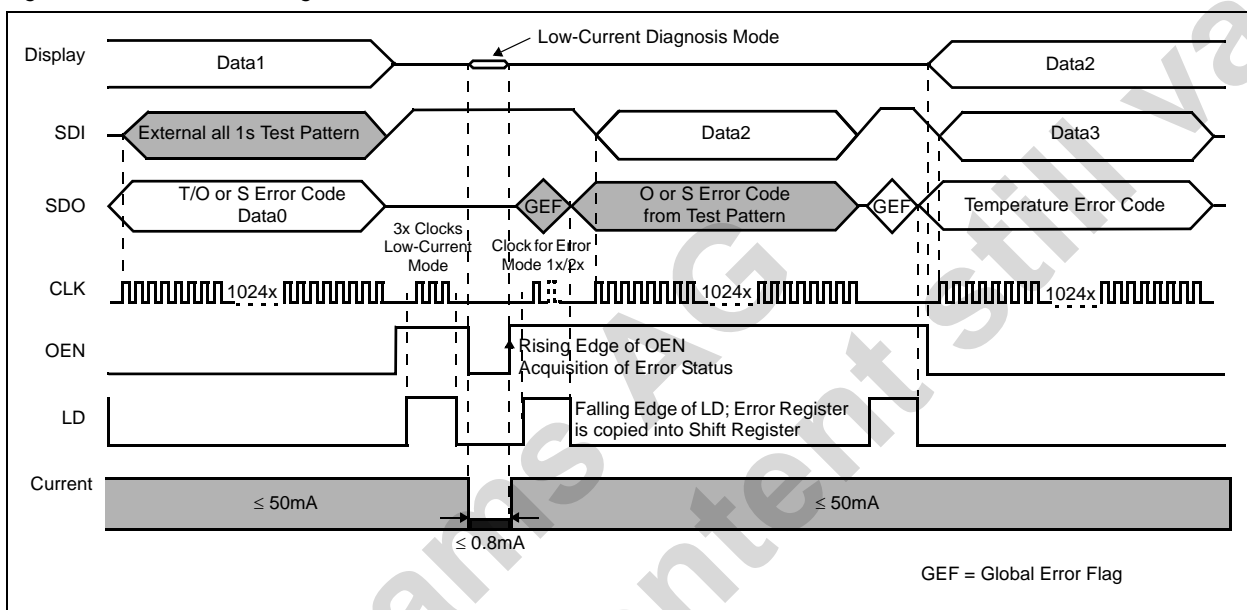 Display
Data1
Low-Current Diagnosis Mode
Data2
SDI
External all 1s Test Pattern
Data2
Data3
SDO
T/O or S Error Code
Data0
GEF
O or S Error Code
from Test Pattern
GEF
Temperature Error Code
3x Clocks
Low-Current
Mode
Clock for Error
Mode 1x/2x
CLK
1024x
1024x
1024x
OEN
Rising Edge of OEN
Acquisition of Error Status
LD
Falling Edge of LD; Error Register
is copied into Shift Register
Current
≤ 50mA
≤ 50mA
≤ 0.8mA
GEF = Global Error Flag
ams AG
still va